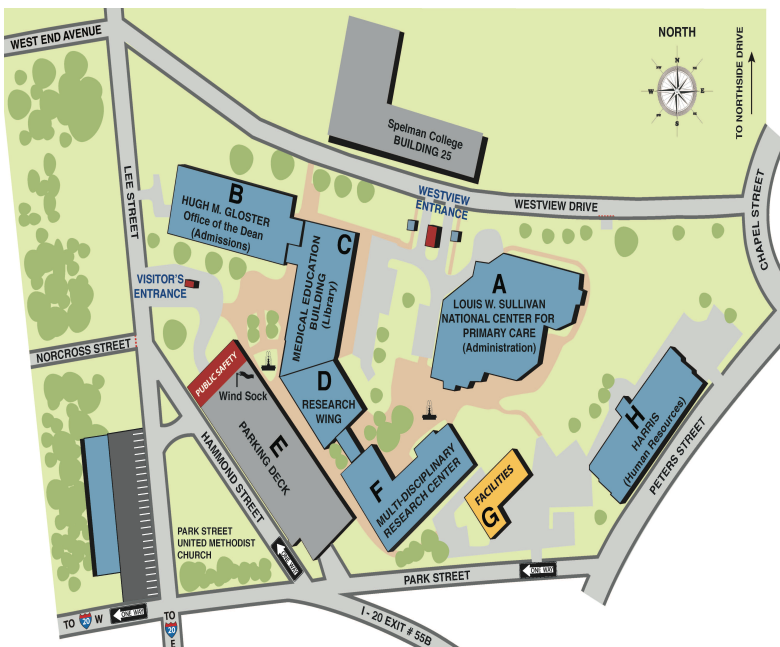 WEST END AVENUE
NORTH
N
N
N
W
E
W
E
S
TO NORTHSIDE DRIVE
Spelman College
BUILDING 25
LEE STREET
WESTVIEW
ENTRANCE
WESTVIEW DRIVE
CHAPEL STREET
B
HUGH M. GLOSTER
Office of the Dean
(Admissions)
C
MEDICAL EDUCATION
BUILDING
(Library)
A
LOUIS W. SULLIVAN
NATIONAL CENTER FOR
PRIMARY CARE
(Administration)
VISITOR'S
ENTRANCE
NORCROSS STREET
PUBLIC SAFETY
Wind Sock
D
RESEARCH
WING
E
PARKING DECK
H
HARRIS
(Human Resources)
PETERS STREET
HAMMOND STREET
F
MULTI-DISCIPLINARY
RESEARCH CENTER
FACILITIES
G
PARK STREET
UNITED METHODIST
CHURCH
ONE WAY
PARK STREET
ONE WAY
TO 20 W
ONE WAY
TO
20
E
I - 20 EXIT # 55B